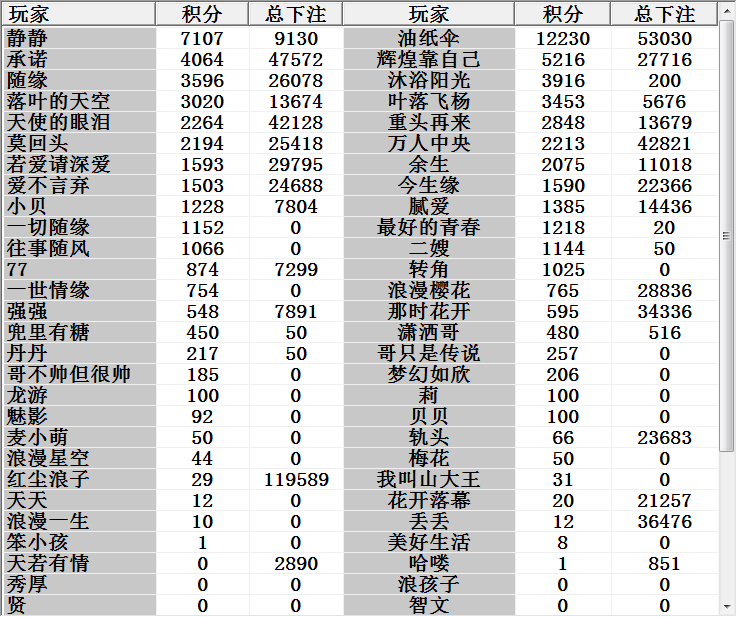 玩家 积分 总下注 玩家 积分 总下注
静静 7107 9130 油纸伞 12230 53030
承诺 4064 47572 辉煌靠自己 5216 27716
随缘 3596 26078 沐浴阳光 3916 200
落叶的天空 3020 13674 叶落飞杨 3453 5676
天使的眼泪 2264 42128 重头再来 2848 13679
莫回头 2194 25418 万人中央 2213 42821
若爱请深爱 1593 29795 余生 2075 11018
爱不言弃 1503 24688 今生缘 1590 22366
小贝 1228 7804 腻爱 1385 14436
一切随缘 1152 0 最好的青春 1218 20
往事随风 1066 0 二嫂 1144 50
77 874 7299 转角 1025 0
一世情缘 754 0 浪漫樱花 765 28836
强强 548 7891 那时花开 595 34336
兜里有糖 450 50 潇洒哥 480 516
丹丹 217 50 哥只是传说 257 0
哥不帅但很帅 185 0 梦幻如欣 206 0
龙游 100 0 莉 100 0
魅影 92 0 贝贝 100 0
麦小萌 50 0 轨头 66 23683
浪漫星空 44 0 梅花 50 0
红尘浪子 29 119589 我叫山大王 31 0
天天 12 0 花开落幕 20 21257
浪漫一生 10 0 丢丢 12 36476
笨小孩 1 0 美好生活 8 0
天若有情 0 2890 哈喽 1 851
秀厚 0 0 浪孩子 0 0
贤 0 0 智文 0 0